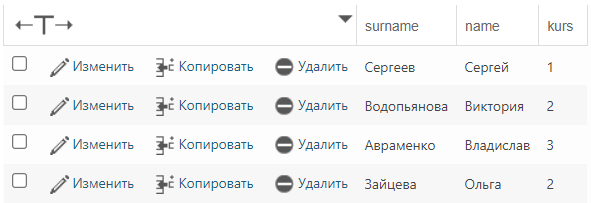 ←T→ surname name kurs
Изменить Копировать Удалить Сергеев Сергей 1
Изменить Копировать Удалить Водопьянова Виктория 2
Изменить Копировать Удалить Авраменко Владислав 3
Изменить Копировать Удалить Зайцева Ольга 2